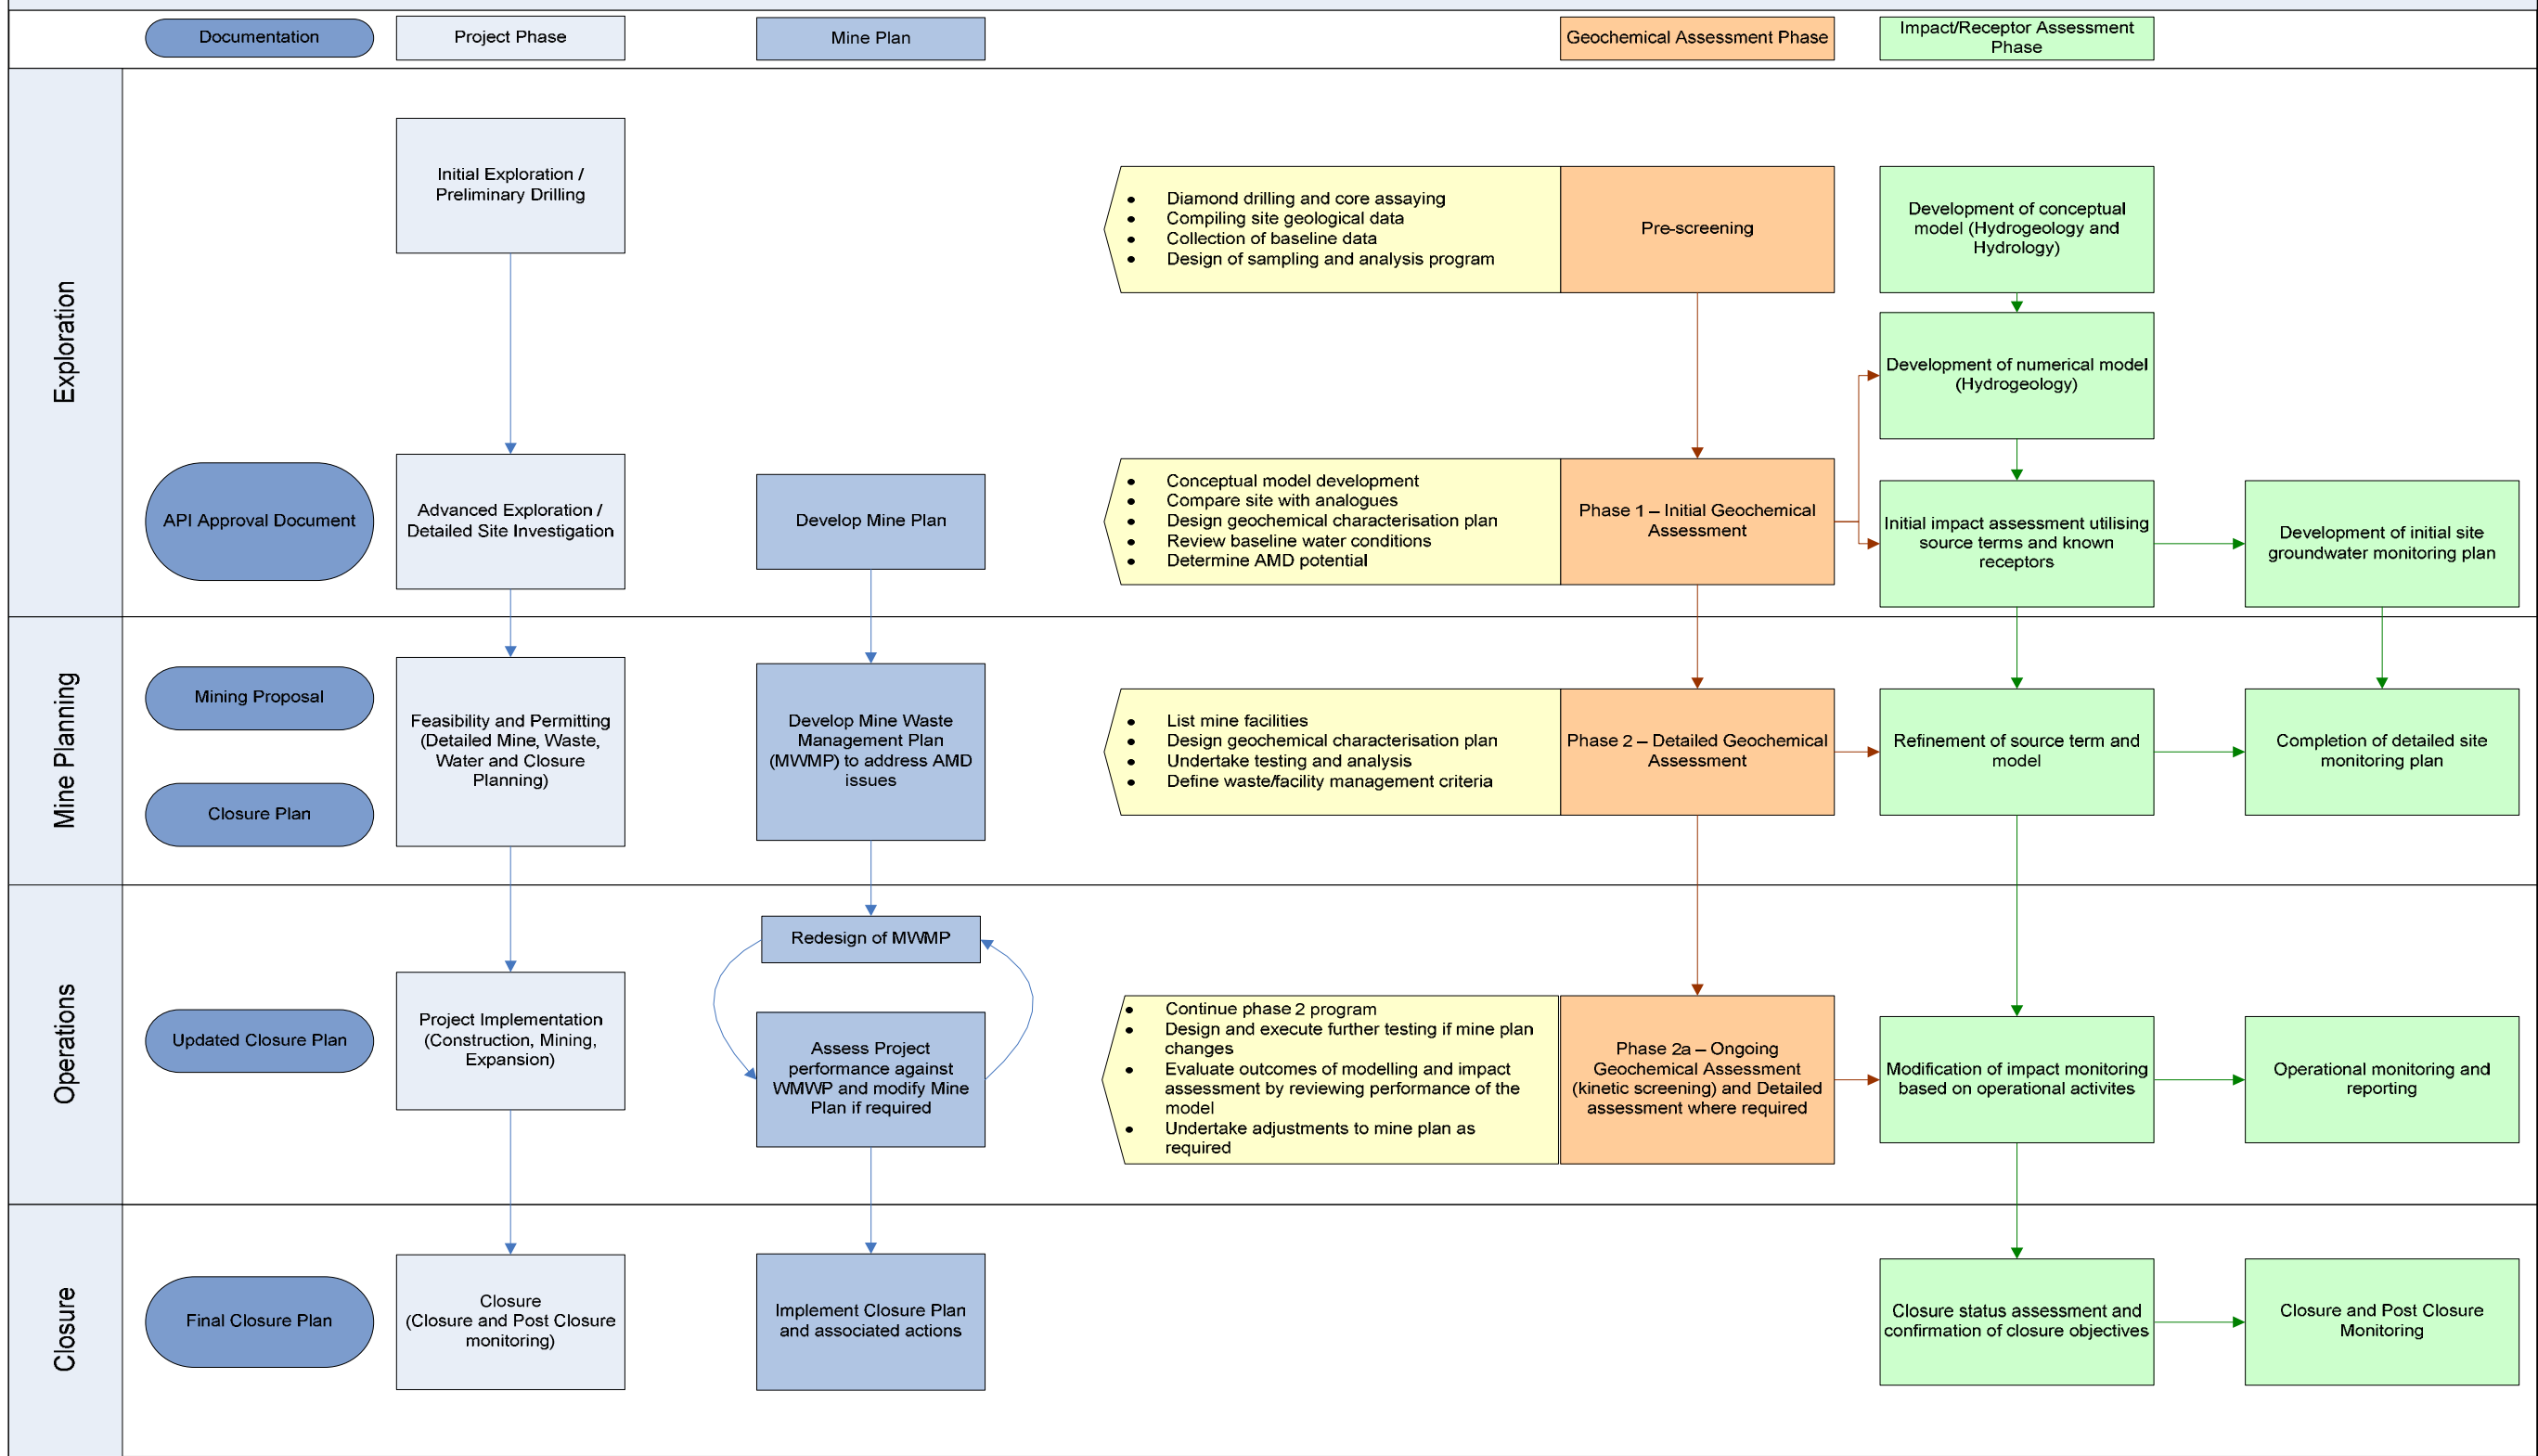 Documentation
Project Phase
Mine Plan
Geochemical Assessment Phase
Impact/Receptor Assessment
Phase
Exploration
Initial Exploration /
Preliminary Drilling
• Diamond drilling and core assaying
• Compiling site geological data
• Collection of baseline data
• Design of sampling and analysis program
Pre-screening
Development of conceptual
model (Hydrogeology and
Hydrology)
Development of numerical model
(Hydrogeology)
API Approval Document
Advanced Exploration /
Detailed Site Investigation
Develop Mine Plan
• Conceptual model development
• Compare site with analogues
• Design geochemical characterisation plan
• Review baseline water conditions
• Determine AMD potential
Phase 1 – Initial Geochemical
Assessment
Initial impact assessment utilising
source terms and known
receptors
Development of initial site
groundwater monitoring plan
Mine Planning
Mining Proposal
Closure Plan
Feasibility and Permitting
(Detailed Mine, Waste,
Water and Closure
Planning)
Develop Mine Waste
Management Plan
(MWMP) to address AMD
issues
• List mine facilities
• Design geochemical characterisation plan
• Undertake testing and analysis
• Define waste/facility management criteria
Phase 2 – Detailed Geochemical
Assessment
Refinement of source term and
model
Completion of detailed site
monitoring plan
Operations
Updated Closure Plan
Project Implementation
(Construction, Mining,
Expansion)
Redesign of MWMP
Assess Project
performance against
WMWP and modify Mine
Plan if required
• Continue phase 2 program
• Design and execute further testing if mine plan
changes
• Evaluate outcomes of modelling and impact
assessment by reviewing performance of the
model
• Undertake adjustments to mine plan as
required
Phase 2a – Ongoing
Geochemical Assessment
(kinetic screening) and Detailed
assessment where required
Modification of impact monitoring
based on operational activites
Operational monitoring and
reporting
Closure
Final Closure Plan
Closure
(Closure and Post Closure
monitoring)
Implement Closure Plan
and associated actions
Closure status assessment and
confirmation of closure objectives
Closure and Post Closure
Monitoring